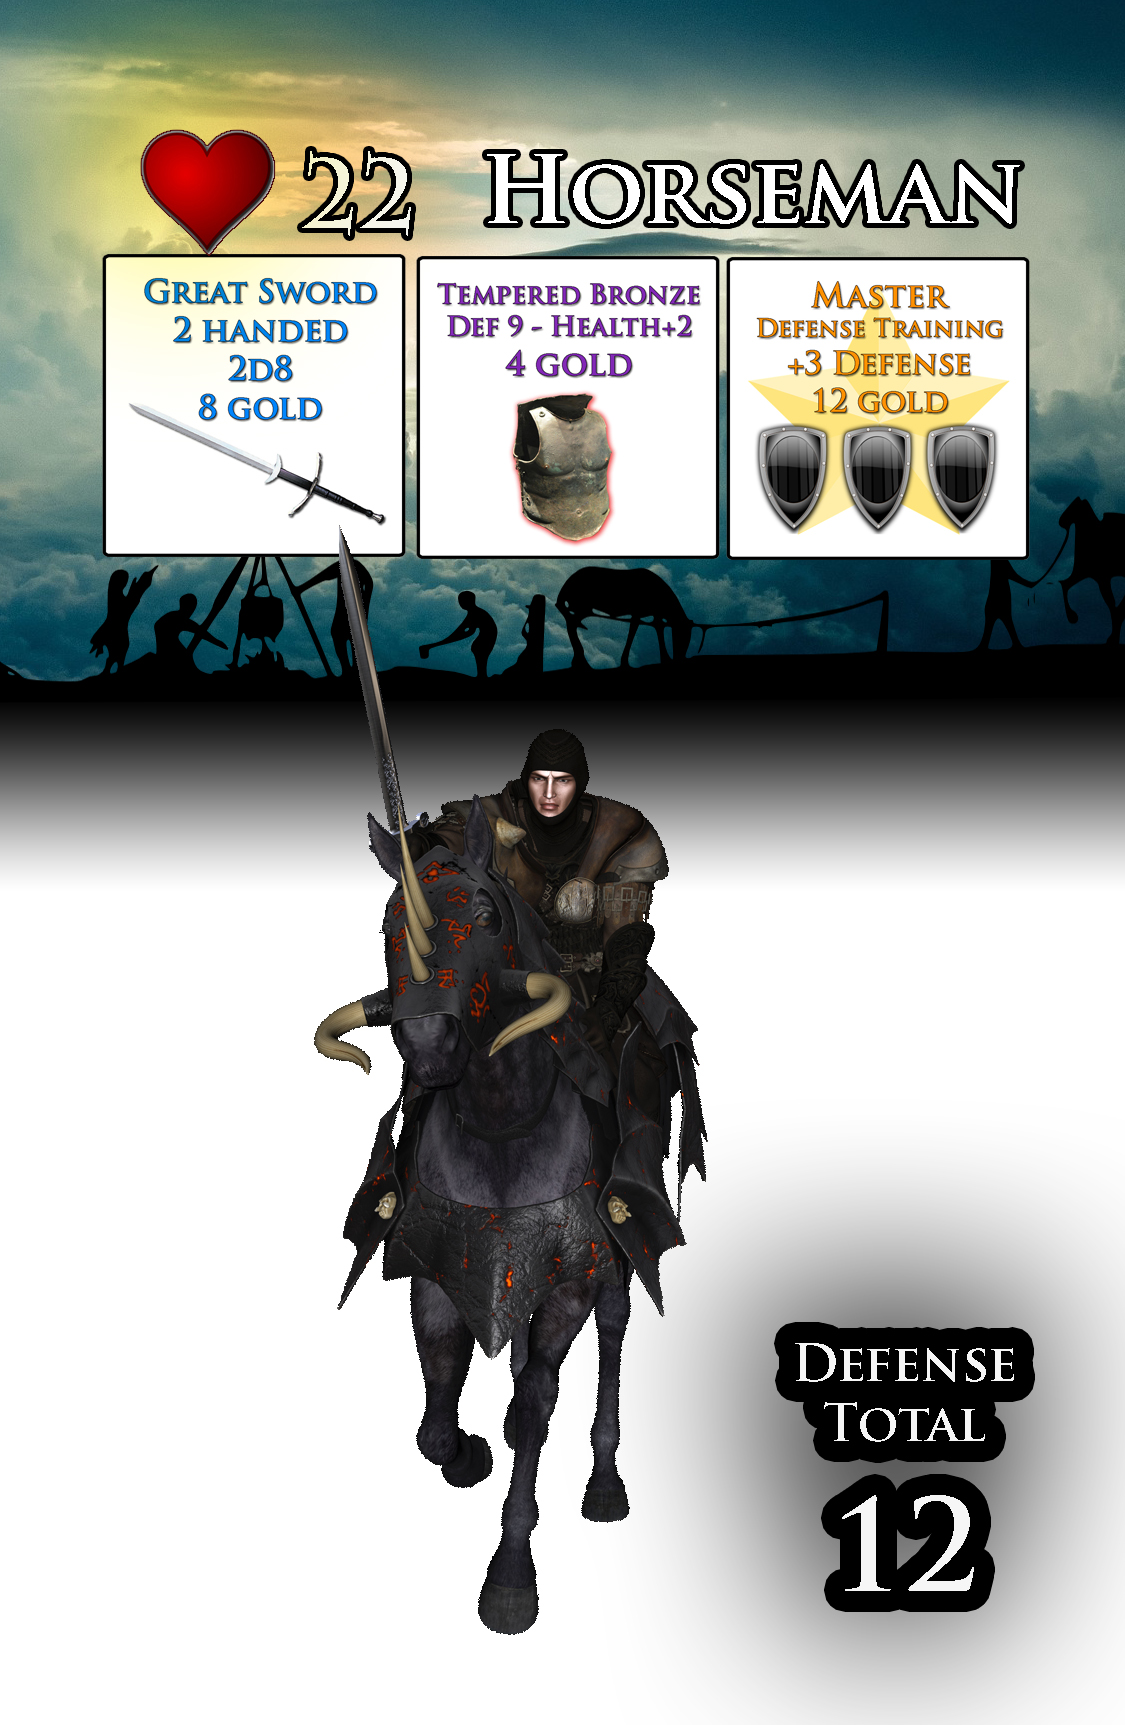 22 Horseman
Great Sword
2 handed
2d8
8 gold
Tempered Bronze
Def 9 - Health+2
4 gold
Master
Defense Training
+3 Defense
12 gold
Defense
Total
12